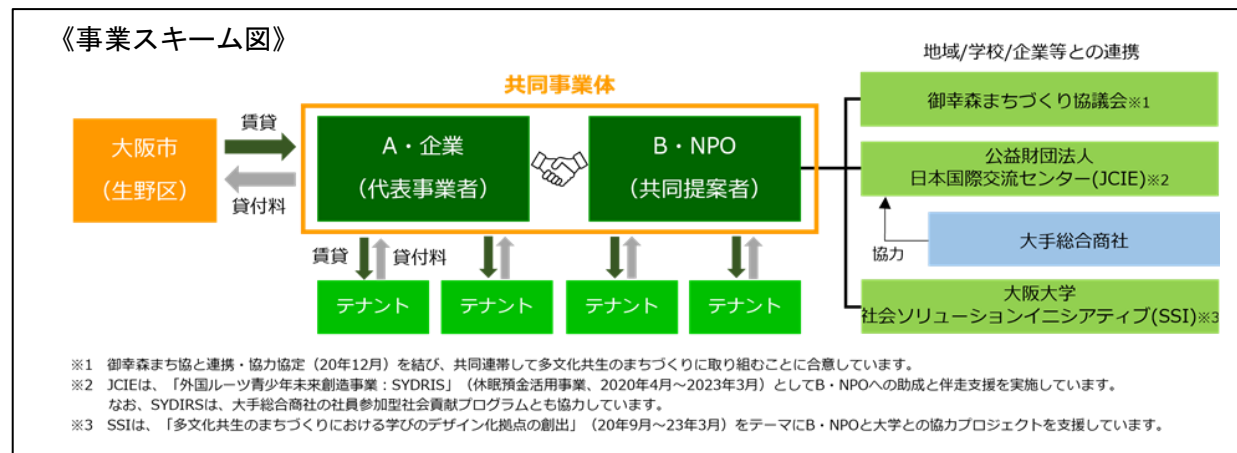 《事業スキーム図》
地域/学校/企業等との連携
共同事業体
大阪市
(生野区)
賃貸
貸付料
A・企業
(代表事業者)
B・NPO
(共同提案者)
御幸森まちづくり協議会※1
公益財団法人
日本国際交流センター(JCIE)※2
協力
大手総合商社
大阪大学
社会ソリューションイニシアティブ(SSI)※3
賃貸
貸付料
テナント
テナント
テナント
テナント
※1 御幸森まち協と連携・協力協定（20年12月）を結び、共同連帯して多文化共生のまちづくりに取り組むことに合意しています。
※2 JCIEは、「外国ルーツ青少年未来創造事業：SYDRIS」（休眠預金活用事業、2020年4月～2023年3月）としてB・NPOへの助成と伴走支援を実施しています。
なお、SYDIRSは、大手総合商社の社員参加型社会貢献プログラムとも協力しています。
※3 SSIは、「多文化共生のまちづくりにおける学びのデザイン化拠点の創出」（20年9月～23年3月）をテーマにB・NPOと大学との協力プロジェクトを支援しています。